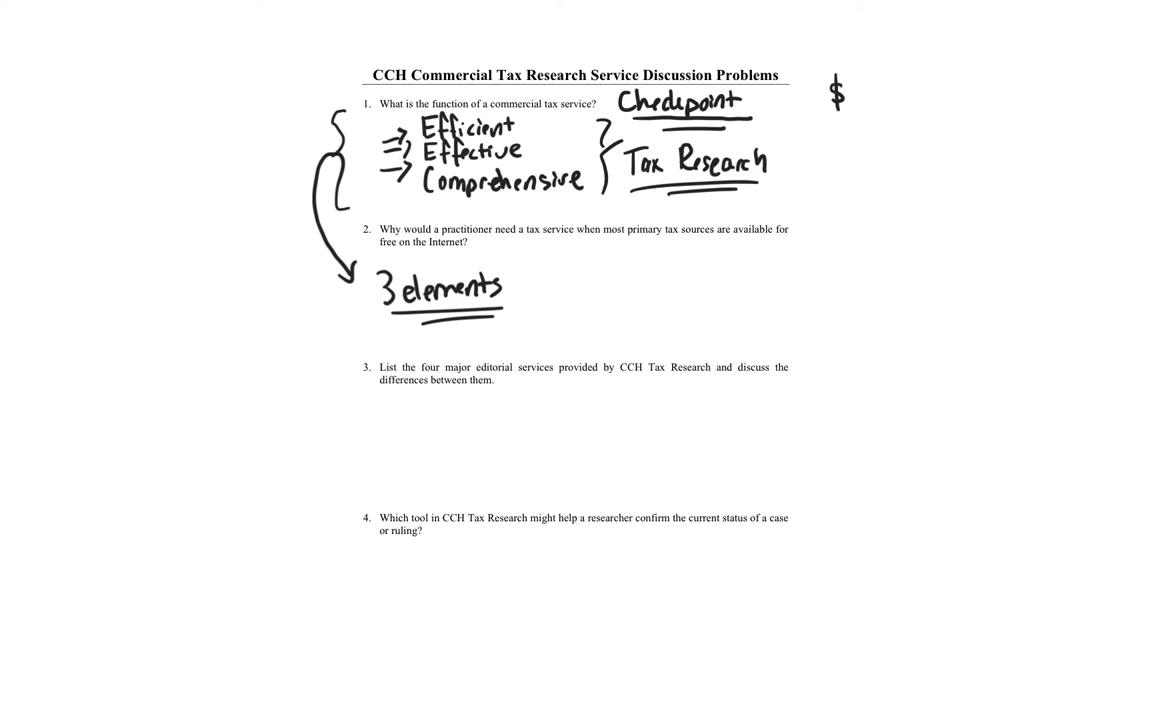 CCH Commercial Tax Research Service Discussion Problems
$
1. What is the function of a commercial tax service?
Checkpoint
Efficient
Effective
Comprehensive
Tax Research
2. Why would a practitioner need a tax service when most primary tax sources are available for
free on the Internet?
3 elements
3. List the four major editorial services provided by CCH Tax Research and discuss the
differences between them.
4. Which tool in CCH Tax Research might help a researcher confirm the current status of a case
or ruling?